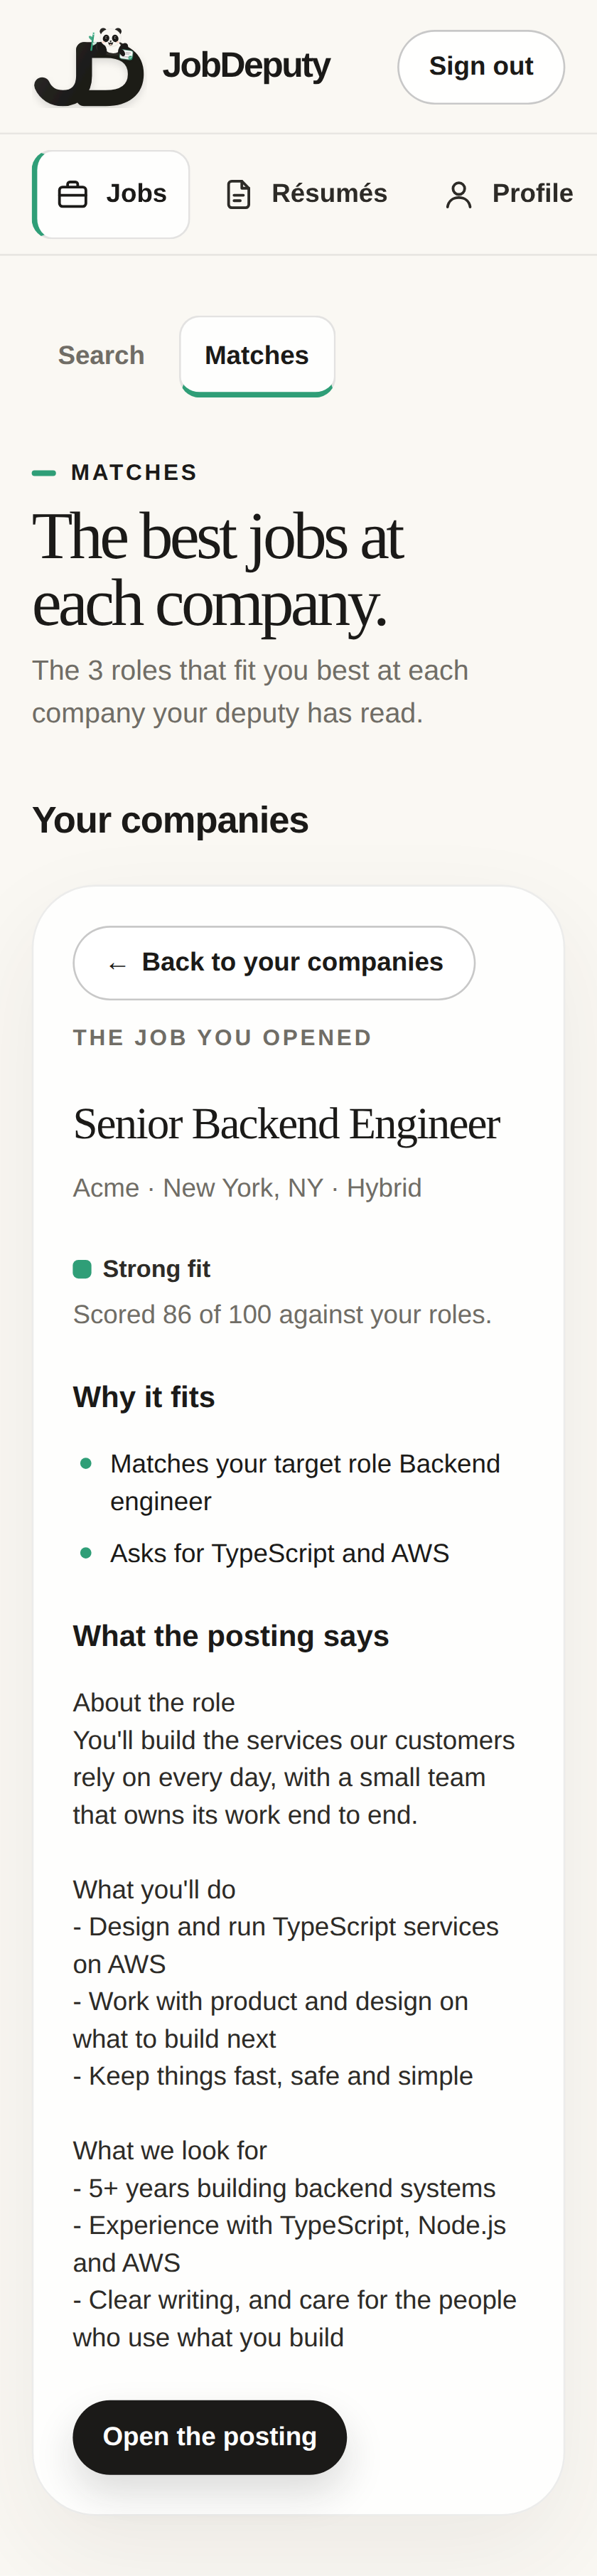 JobDeputy
Sign out
Jobs
Résumés
Profile
Search
Matches
MATCHES
The best jobs at
each company.
The 3 roles that fit you best at each
company your deputy has read.
Your companies
← Back to your companies
THE JOB YOU OPENED
Senior Backend Engineer
Acme · New York, NY · Hybrid
Strong fit
Scored 86 of 100 against your roles.
Why it fits
Matches your target role Backend
engineer
Asks for TypeScript and AWS
What the posting says
About the role
You'll build the services our customers
rely on every day, with a small team
that owns its work end to end.
What you'll do
- Design and run TypeScript services
on AWS
- Work with product and design on
what to build next
- Keep things fast, safe and simple
What we look for
- 5+ years building backend systems
- Experience with TypeScript, Node.js
and AWS
- Clear writing, and care for the people
who use what you build
Open the posting